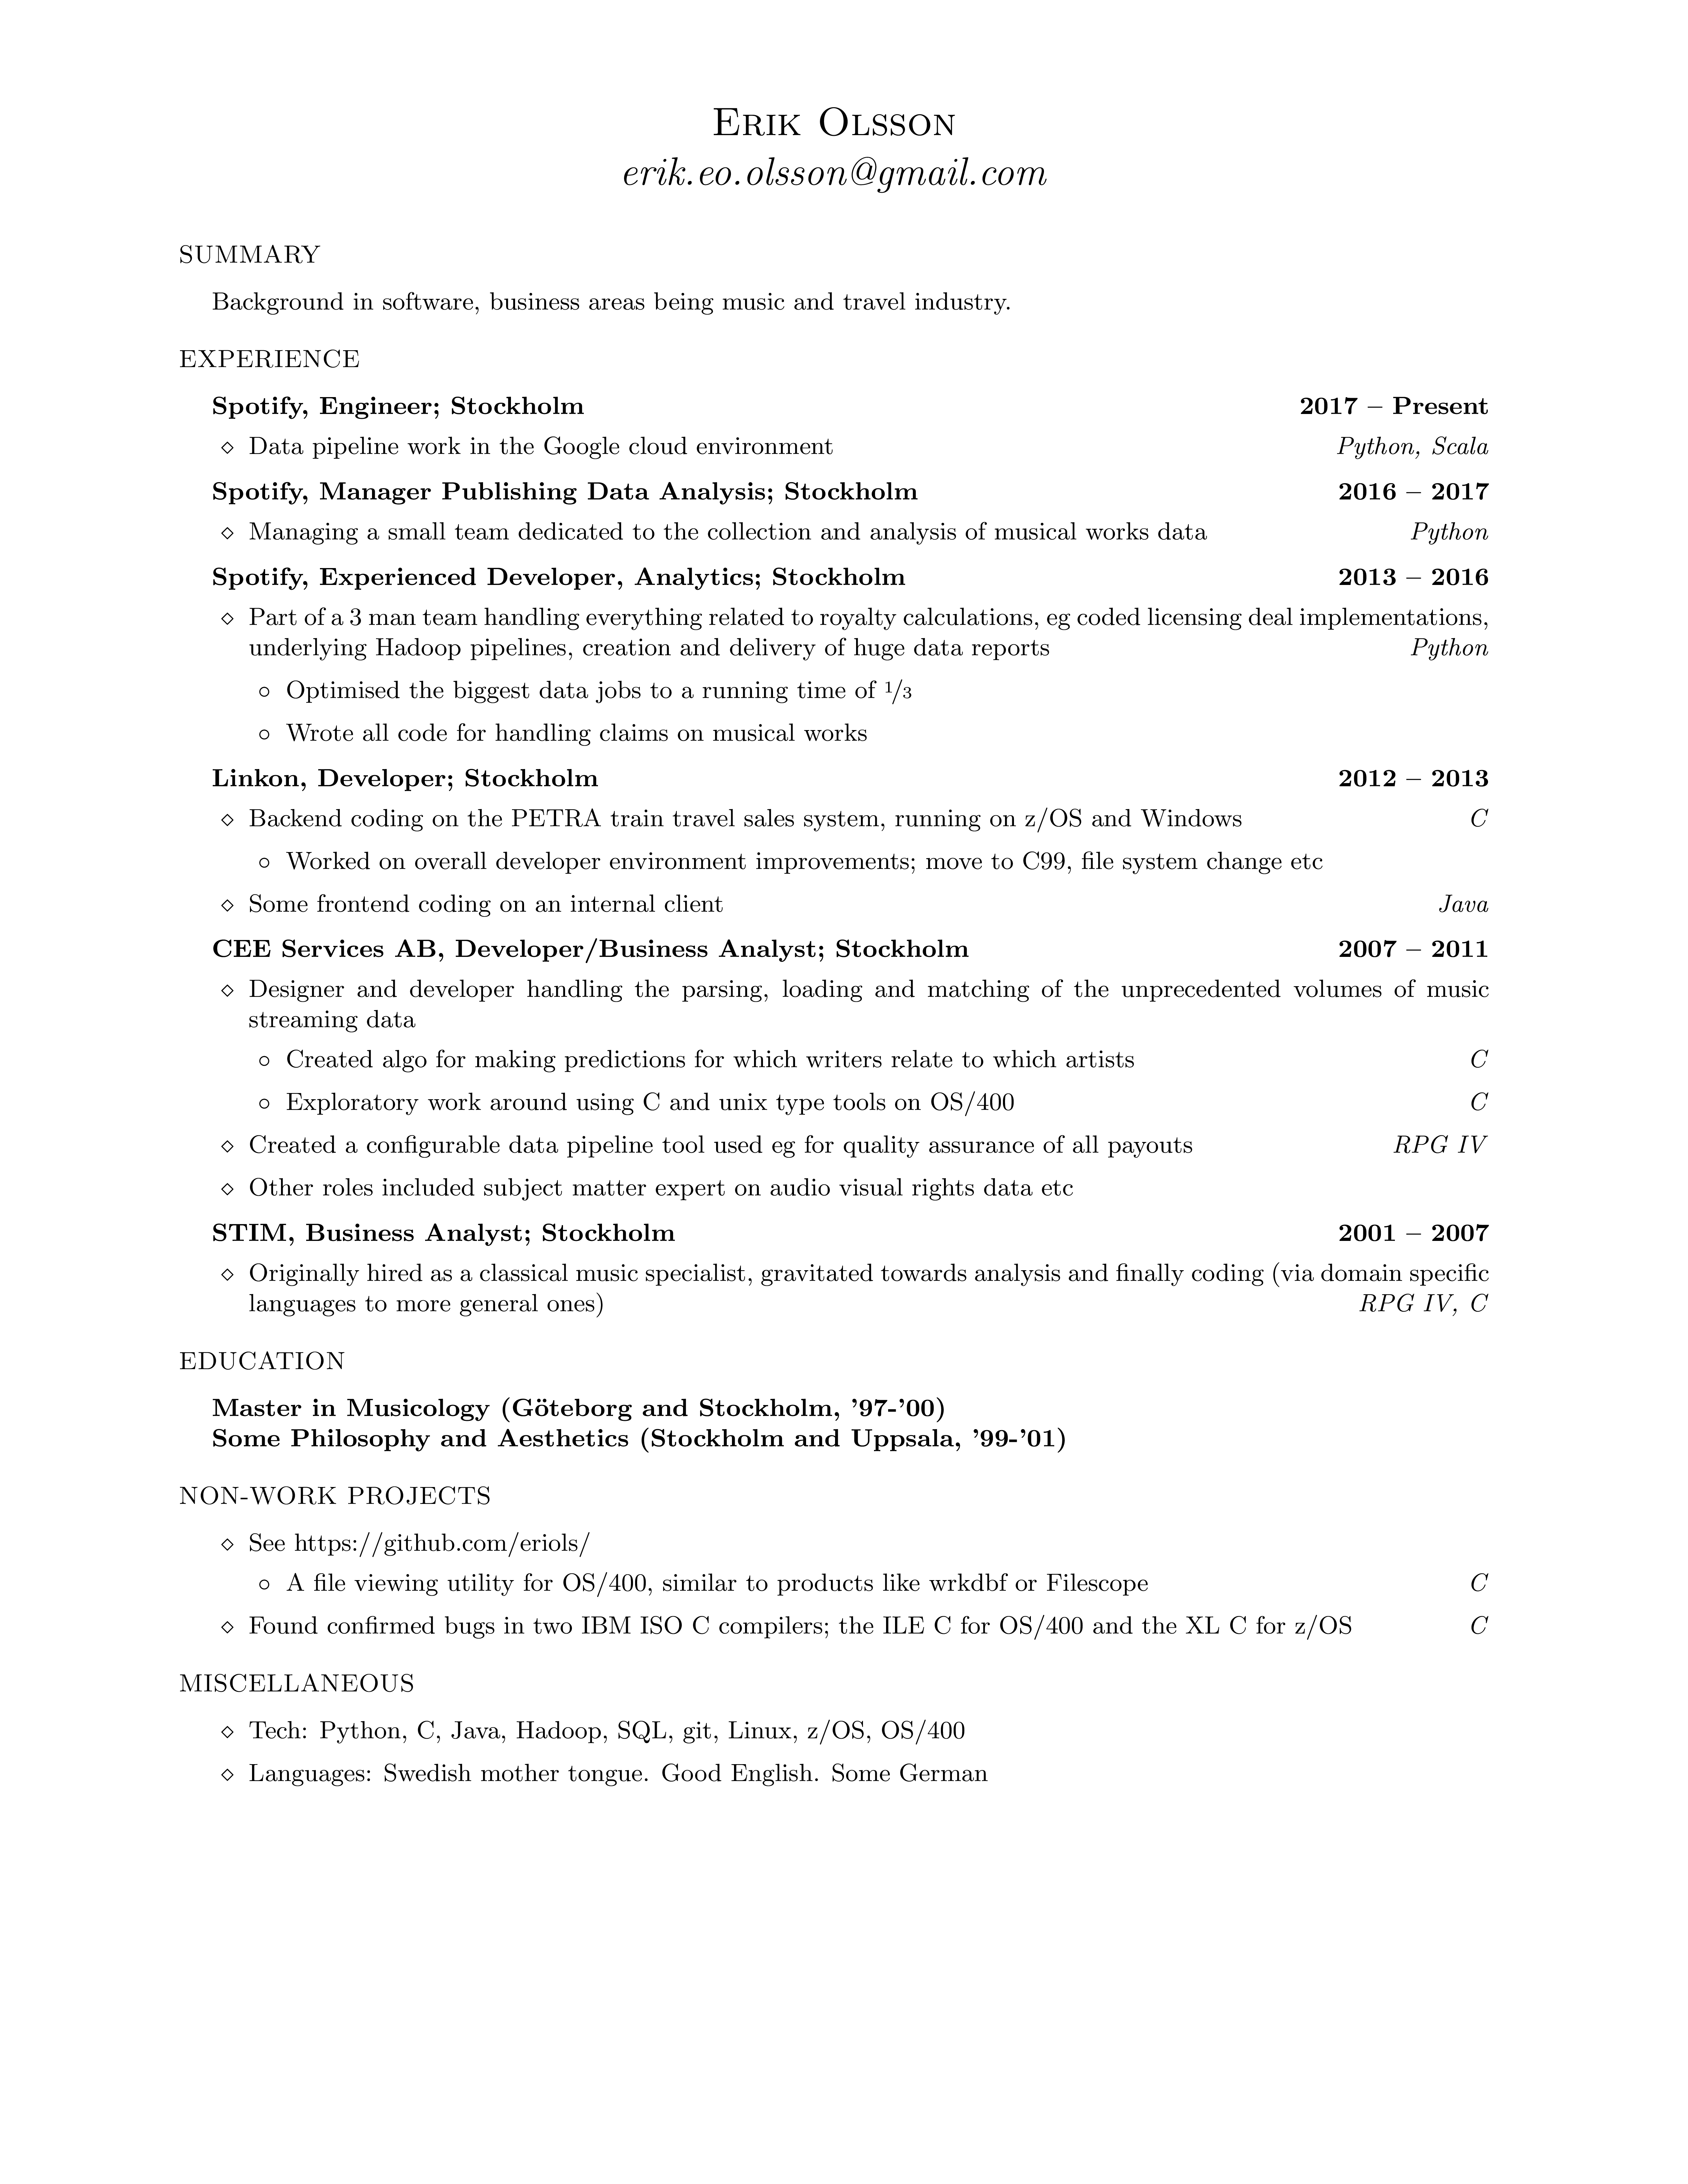 Erik Olsson
erik.eo.olsson@gmail.com
SUMMARY
Background in software, business areas being music and travel industry.
EXPERIENCE
Spotify, Engineer; Stockholm 2017 – Present
⋄ Data pipeline work in the Google cloud environment Python, Scala
Spotify, Manager Publishing Data Analysis; Stockholm 2016 – 2017
⋄ Managing a small team dedicated to the collection and analysis of musical works data Python
Spotify, Experienced Developer, Analytics; Stockholm 2013 – 2016
⋄ Part of a 3 man team handling everything related to royalty calculations, eg coded licensing deal implementations,
underlying Hadoop pipelines, creation and delivery of huge data reports Python
○ Optimised the biggest data jobs to a running time of 1/3
○ Wrote all code for handling claims on musical works
Linkon, Developer; Stockholm 2012 – 2013
⋄ Backend coding on the PETRA train travel sales system, running on z/OS and Windows C
○ Worked on overall developer environment improvements; move to C99, file system change etc
⋄ Some frontend coding on an internal client Java
CEE Services AB, Developer/Business Analyst; Stockholm 2007 – 2011
⋄ Designer and developer handling the parsing, loading and matching of the unprecedented volumes of music
streaming data
○ Created algo for making predictions for which writers relate to which artists C
○ Exploratory work around using C and unix type tools on OS/400 C
⋄ Created a configurable data pipeline tool used eg for quality assurance of all payouts RPG IV
⋄ Other roles included subject matter expert on audio visual rights data etc
STIM, Business Analyst; Stockholm 2001 – 2007
⋄ Originally hired as a classical music specialist, gravitated towards analysis and finally coding (via domain specific
languages to more general ones) RPG IV, C
EDUCATION
Master in Musicology (Göteborg and Stockholm, ’97-’00)
Some Philosophy and Aesthetics (Stockholm and Uppsala, ’99-’01)
NON-WORK PROJECTS
⋄ See https://github.com/eriols/
○ A file viewing utility for OS/400, similar to products like wrkdbf or Filescope C
⋄ Found confirmed bugs in two IBM ISO C compilers; the ILE C for OS/400 and the XL C for z/OS C
MISCELLANEOUS
⋄ Tech: Python, C, Java, Hadoop, SQL, git, Linux, z/OS, OS/400
⋄ Languages: Swedish mother tongue. Good English. Some German